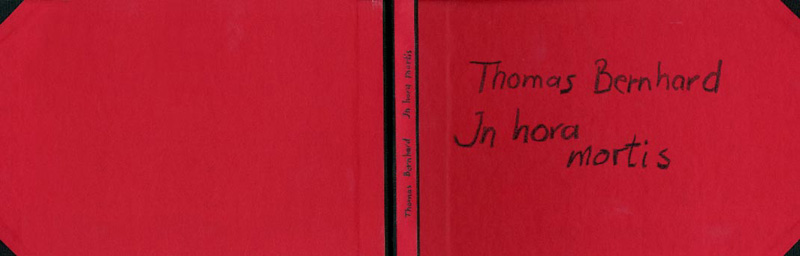 Thomas Bernhard Jn hora mortis
Thomas Bernhard
Jn hora
mortis